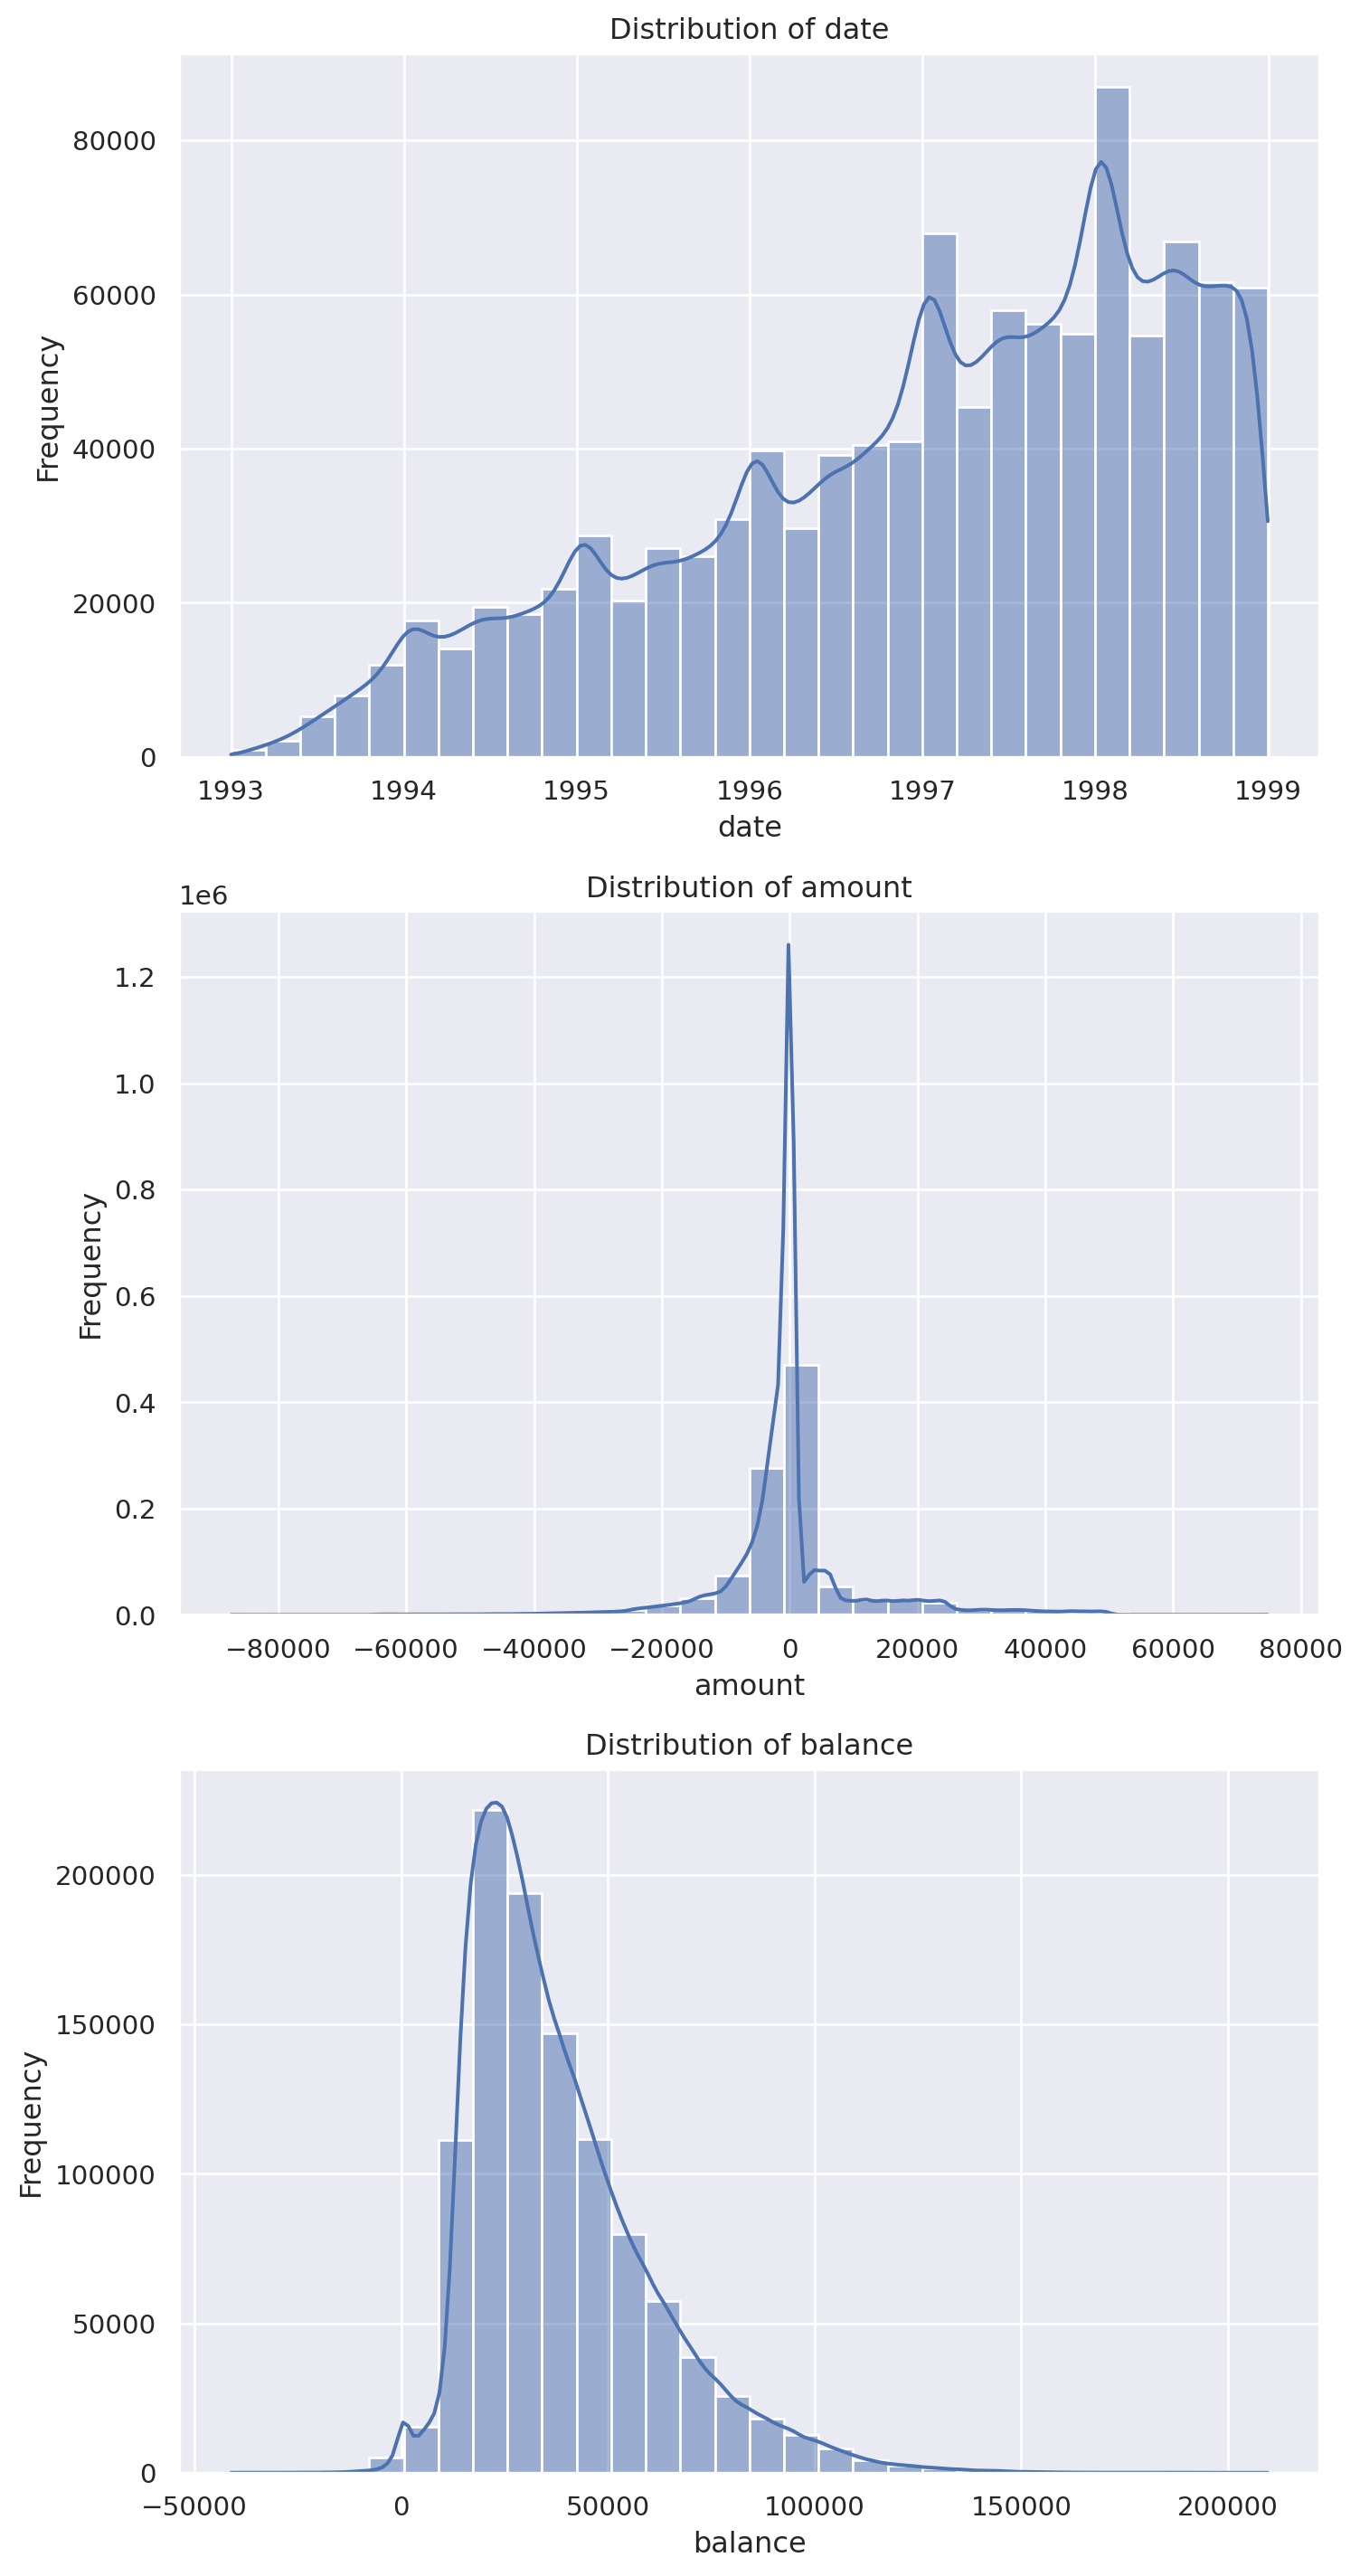 Distribution of date
80000
60000
40000
20000
0
Frequency
1993 1994 1995 1996 1997 1998 1999
date
Distribution of amount
1e6
1.2
1.0
0.8
0.6
0.4
0.2
0.0
Frequency
−80000 −60000 −40000 −20000 0 20000 40000 60000 80000
amount
Distribution of balance
200000
150000
100000
50000
0
Frequency
−50000 0 50000 100000 150000 200000
balance